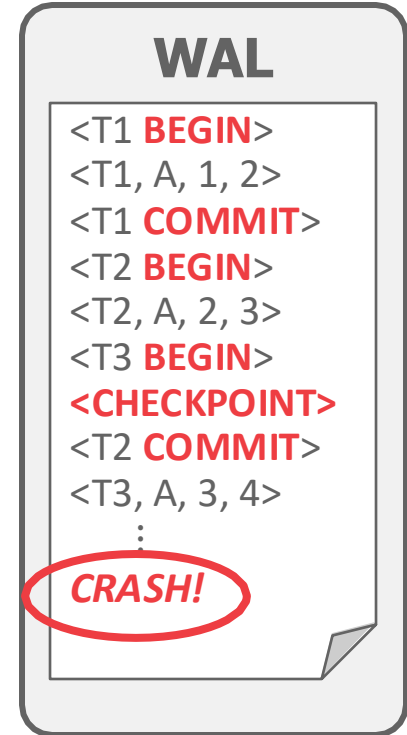 WAL
<T1 BEGIN>
<T1, A, 1, 2>
<T1 COMMIT>
<T2 BEGIN>
<T2, A, 2, 3>
<T3 BEGIN>
<CHECKPOINT>
<T2 COMMIT>
<T3, A, 3, 4>
⋮
CRASH!